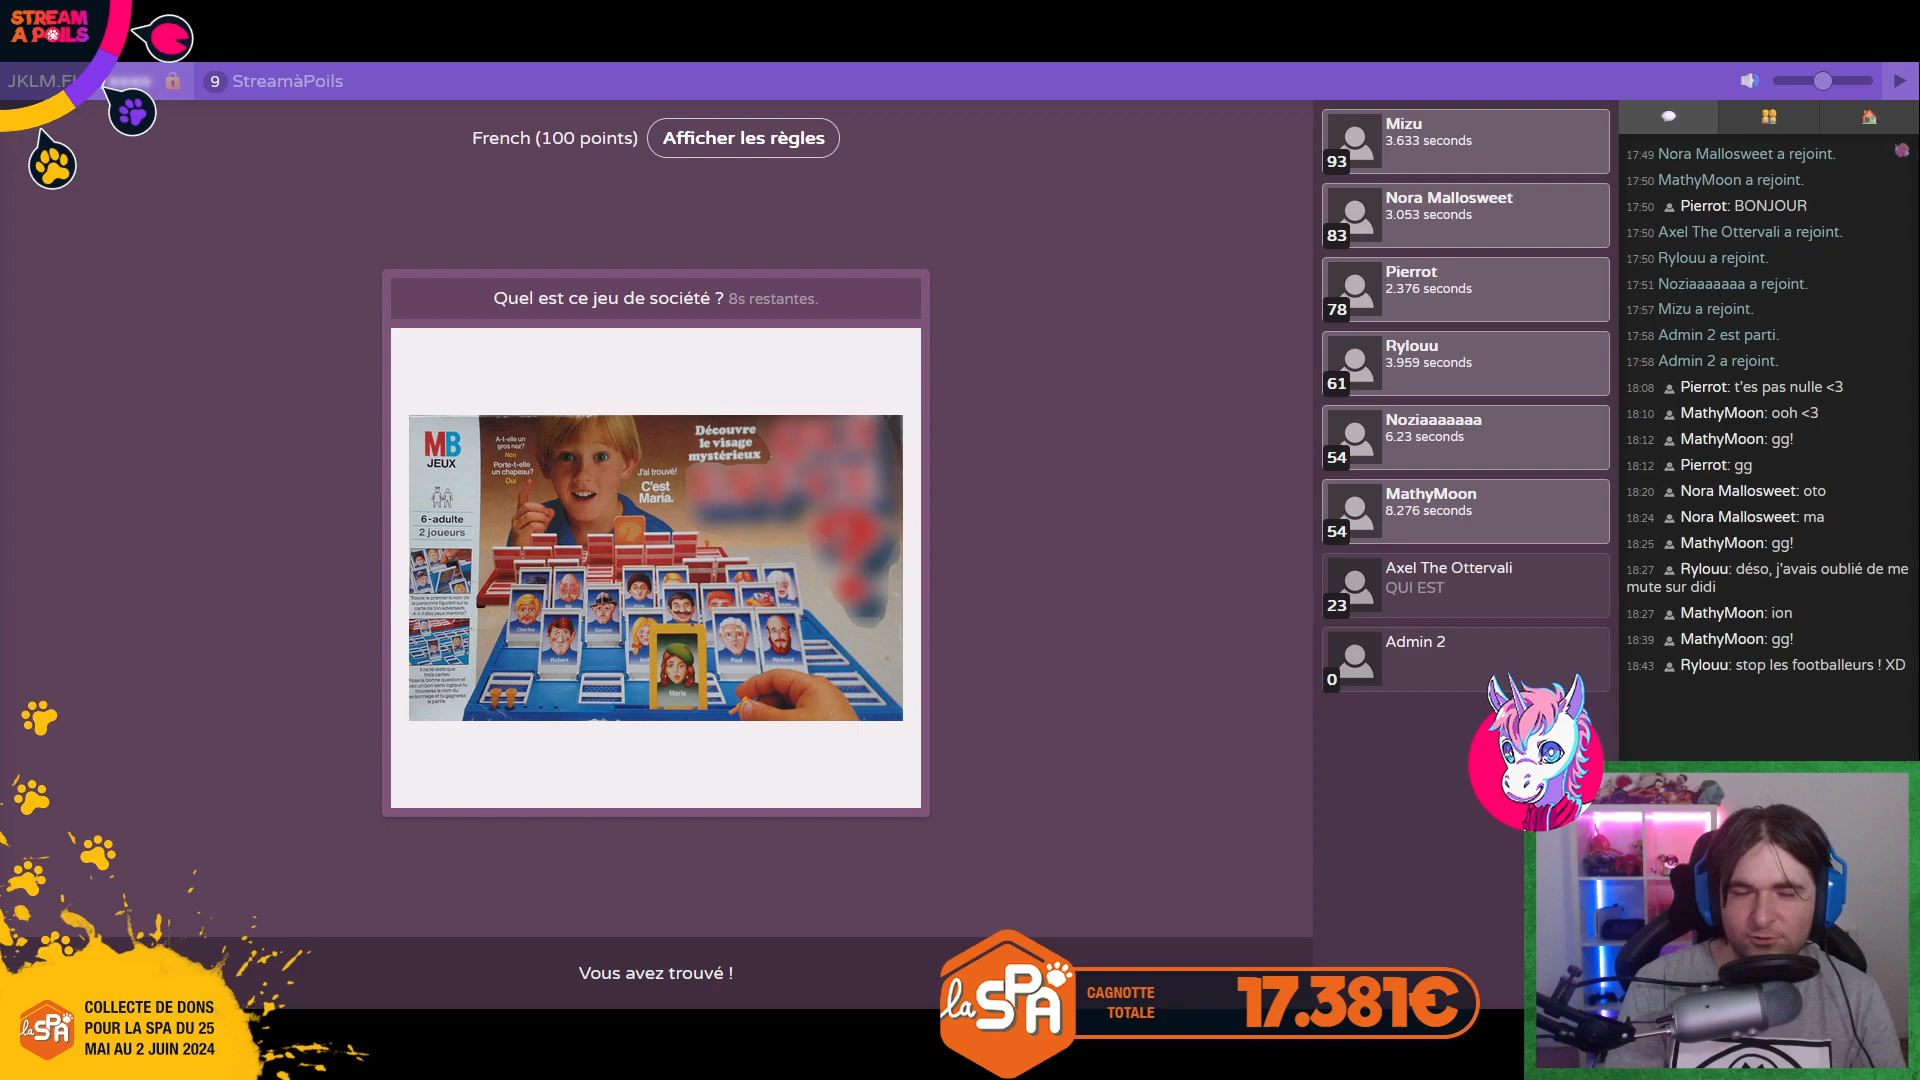 STREAM
A POILS
JKLM.F
9 StreamàPoils
French (100 points) Afficher les règles
Quel est ce jeu de société ? 8s restantes.
MB
JEUX
6-adulte
2 joueurs
A-t-elle un
gros nez?
Non
Porte-t-elle
un chapeau?
Oui
J'ai trouvé!
C'est
Maria.
Découvre
le visage
mystérieux
Charles
George
Robert
Paul
Richard
Maria
Vous avez trouvé !
Mizu
3.633 seconds
93
Nora Mallosweet
3.053 seconds
83
Pierrot
2.376 seconds
78
Rylouu
3.959 seconds
61
Noziaaaaaaa
6.23 seconds
54
MathyMoon
8.276 seconds
54
Axel The Ottervali
QUI EST
23
Admin 2
0
17:49 Nora Mallosweet a rejoint.
17:50 MathyMoon a rejoint.
17:50 Pierrot: BONJOUR
17:50 Axel The Ottervali a rejoint.
17:50 Rylouu a rejoint.
17:51 Noziaaaaaaa a rejoint.
17:57 Mizu a rejoint.
17:58 Admin 2 est parti.
17:58 Admin 2 a rejoint.
18:08 Pierrot: t'es pas nulle <3
18:10 MathyMoon: ooh <3
18:12 MathyMoon: gg!
18:12 Pierrot: gg
18:20 Nora Mallosweet: oto
18:24 Nora Mallosweet: ma
18:25 MathyMoon: gg!
18:27 Rylouu: déso, j'avais oublié de me
mute sur didi
18:27 MathyMoon: ion
18:39 MathyMoon: gg!
18:43 Rylouu: stop les footballeurs ! XD
la SPA
COLLECTE DE DONS
POUR LA SPA DU 25
MAI AU 2 JUIN 2024
la SPA
CAGNOTTE
TOTALE
17.381€